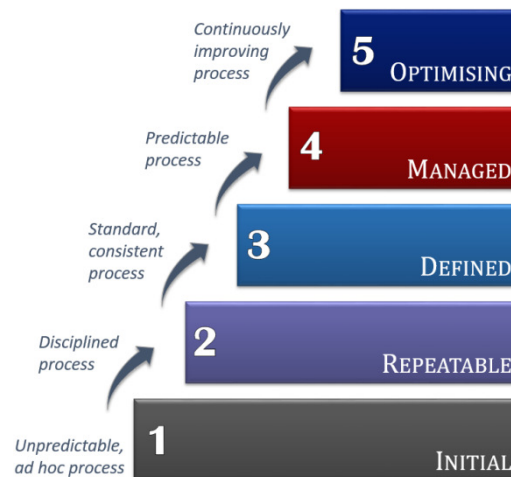 Continuously
improving
process
5
OPTIMISING
Predictable
process
4
MANAGED
Standard,
consistent
process
3
DEFINED
Disciplined
process
2
REPEATABLE
Unpredictable,
ad hoc process
1
INITIAL